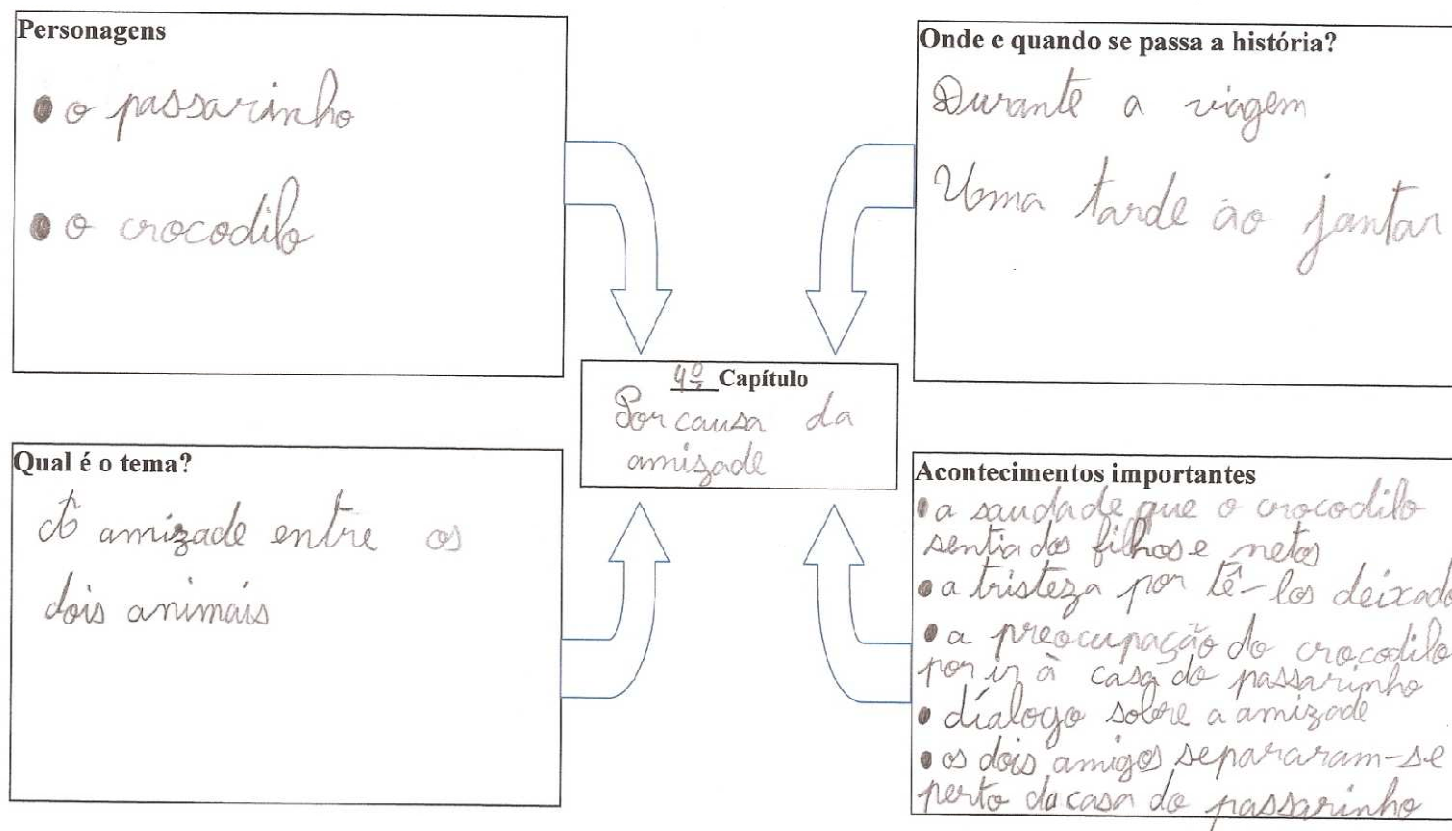 Personagens
• o passarinho
• o crocodilo
Onde e quando se passa a história?
Durante a viagem
Uma tarde ao jantar
4º Capítulo
Por causa da
amizade
Qual é o tema?
A amizade entre os
dois animais
Acontecimentos importantes
• a saudade que o crocodilo
sentia dos filhos e netos
• a tristeza por tê-los deixado
• a preocupação do crocodilo
por ir à casa do passarinho
• díalogo sobre a amizade
• os dois amigos separaram-se
perto da casa do passarinho